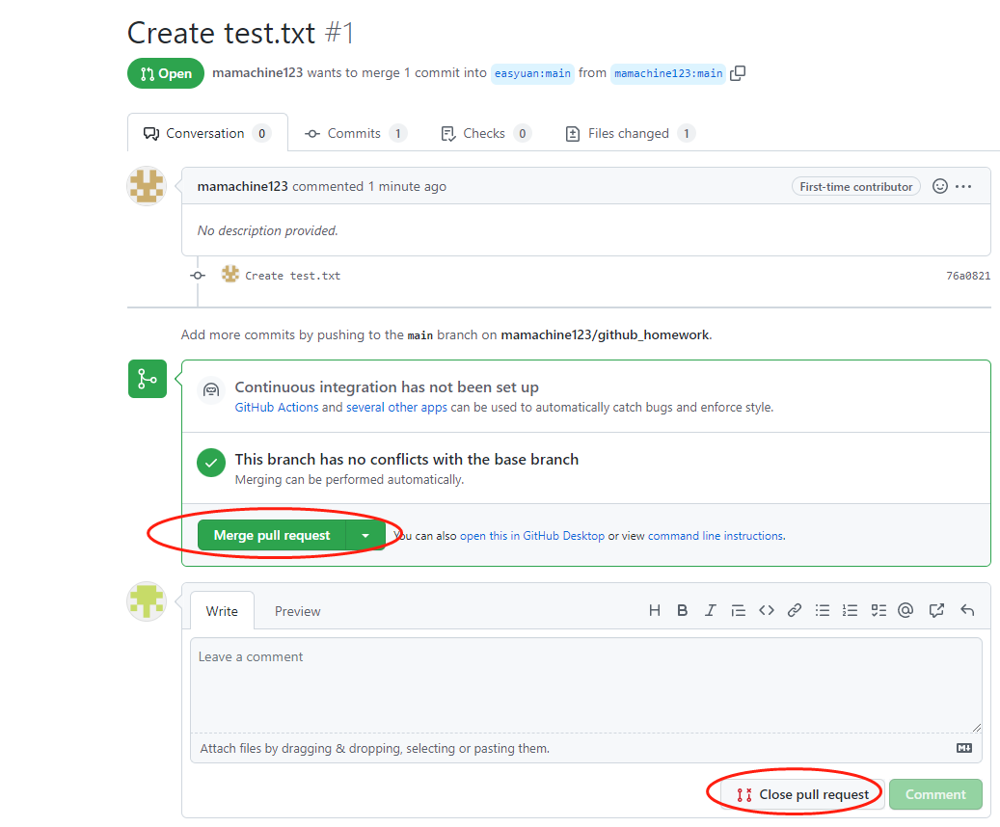 Create test.txt #1
Open mamachine123 wants to merge 1 commit into easyuan:main from mamachine123:main
Conversation 0 Commits 1 Checks 0 Files changed 1
mamachine123 commented 1 minute ago First-time contributor
No description provided.
Create test.txt 76a0821
Add more commits by pushing to the main branch on mamachine123/github_homework.
Continuous integration has not been set up
GitHub Actions and several other apps can be used to automatically catch bugs and enforce style.
This branch has no conflicts with the base branch
Merging can be performed automatically.
Merge pull request You can also open this in GitHub Desktop or view command line instructions.
Write Preview
Leave a comment
Attach files by dragging & dropping, selecting or pasting them.
Close pull request Comment